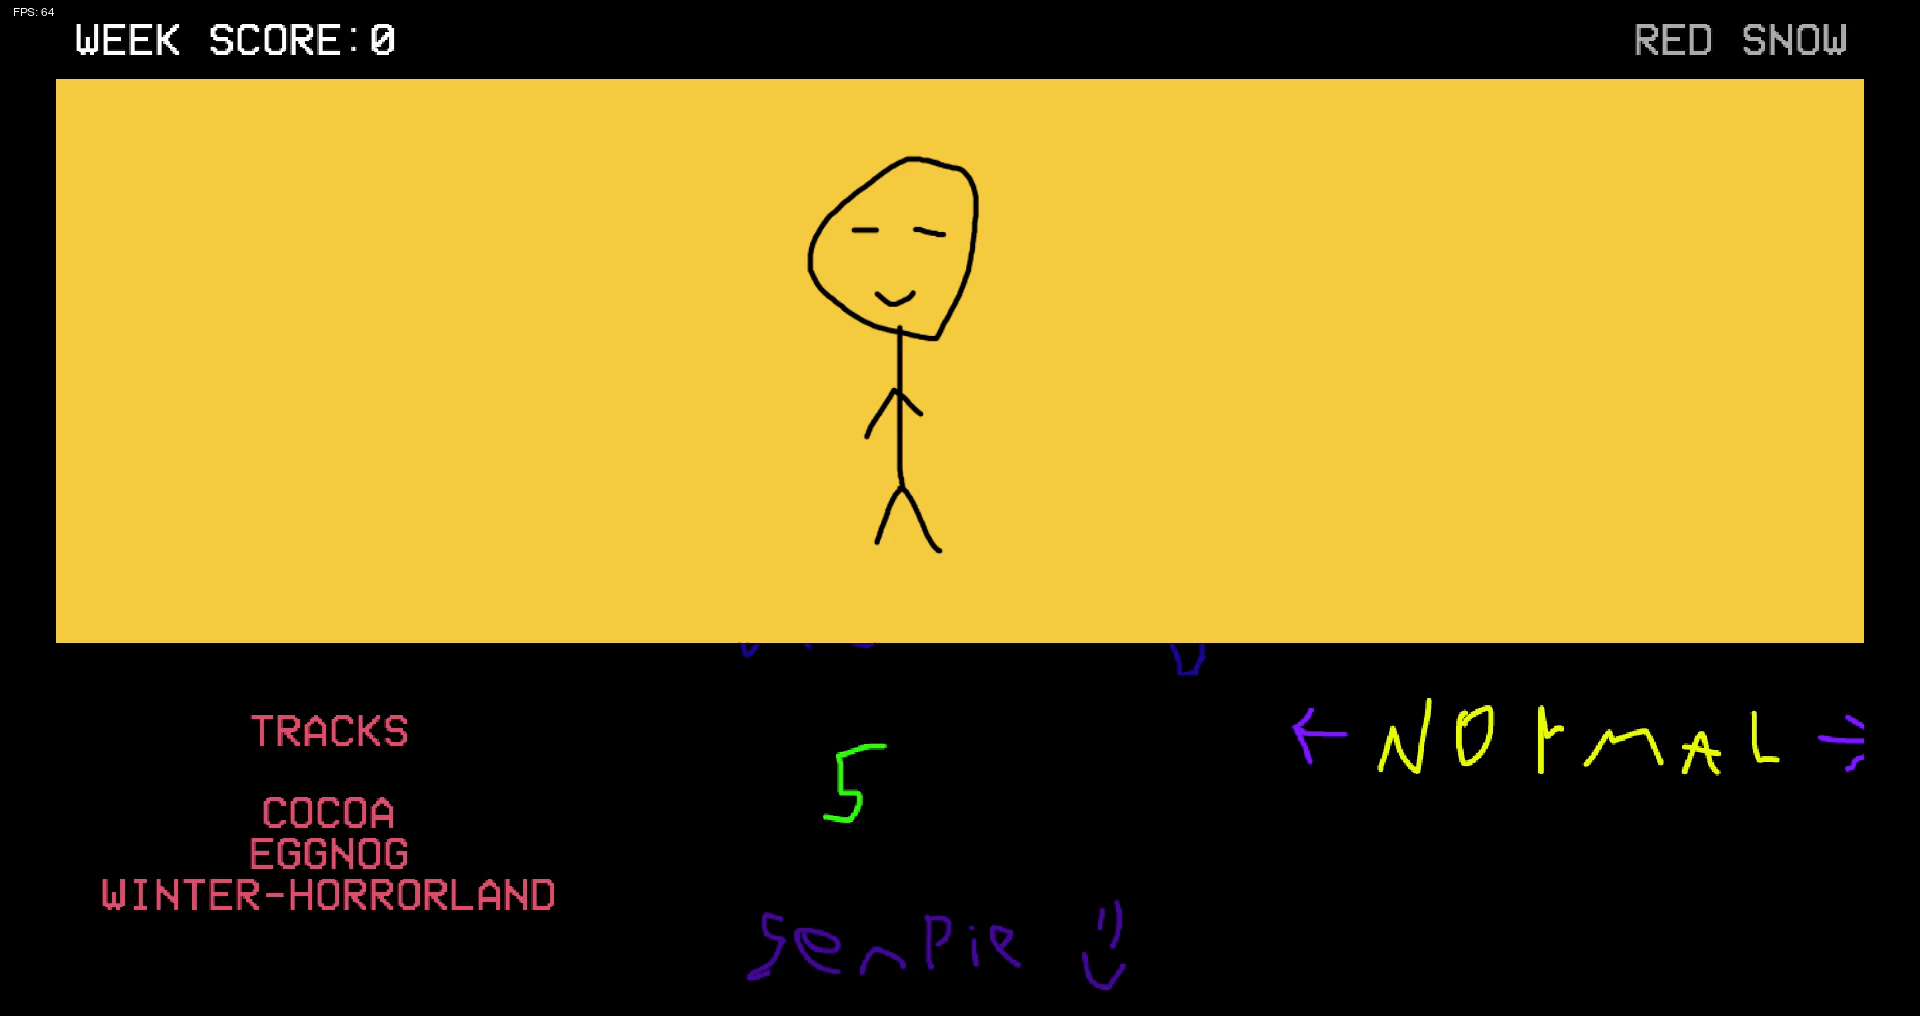 FPS: 64
WEEK SCORE:0
RED SNOW
← NORMAL →
TRACKS
5
COCOA
EGGNOG
WINTER-HORRORLAND
senPie :)